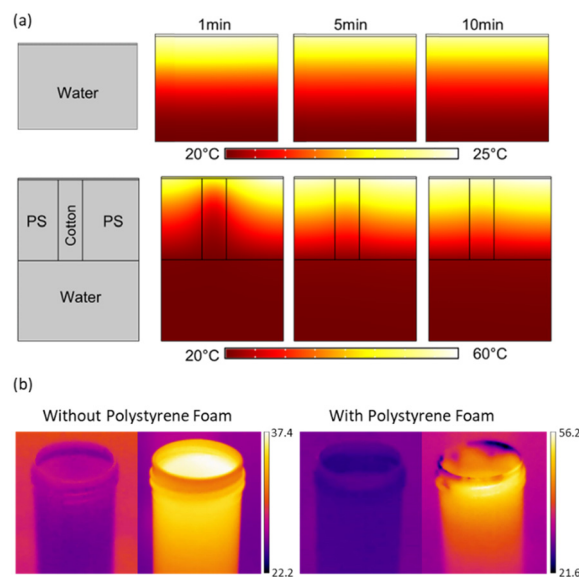 (a)
1min 5min 10min
Water
20°C 25°C
PS Cotton PS
Water
20°C 60°C
(b)
Without Polystyrene Foam With Polystyrene Foam
37.4 56.2
22.2 21.6